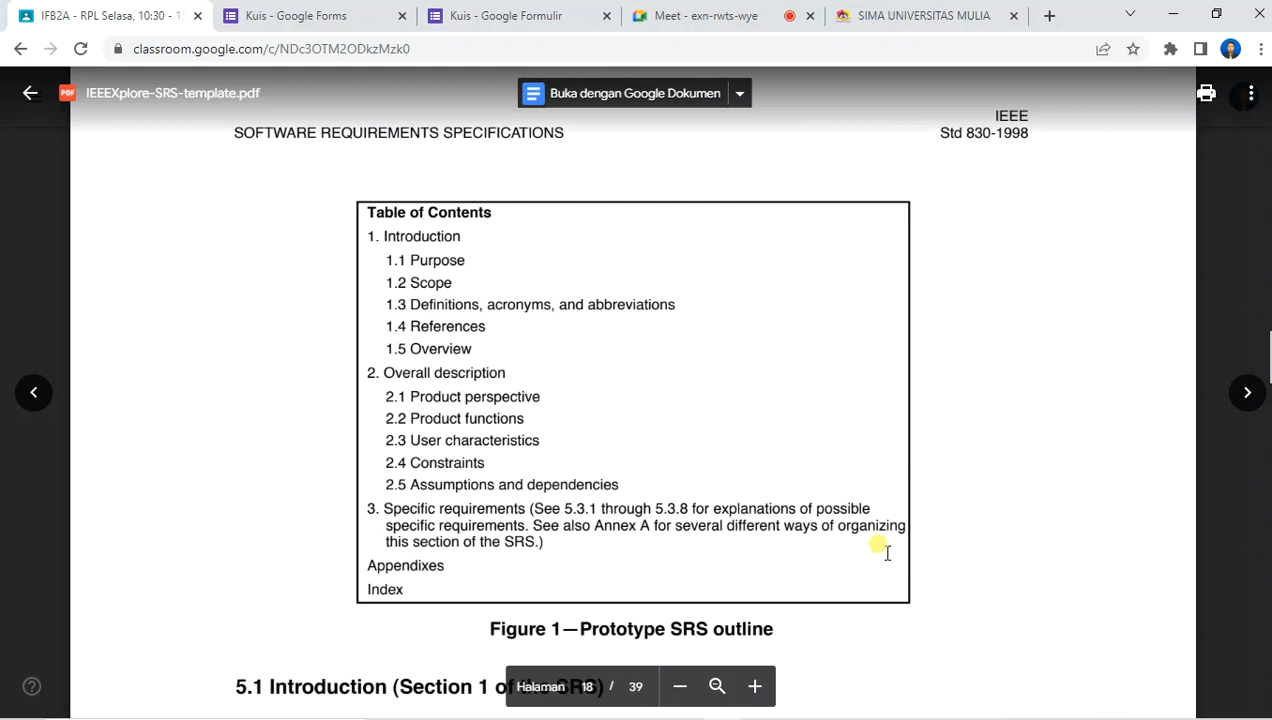 IFB2A - RPL Selasa, 10:30 - 1
Kuis - Google Forms
Kuis - Google Formulir
Meet - exn-rwts-wye
SIMA UNIVERSITAS MULIA
classroom.google.com/c/NDc3OTM2ODkzMzk0
PDF
IEEEXplore-SRS-template.pdf
Buka dengan Google Dokumen
IEEE
SOFTWARE REQUIREMENTS SPECIFICATIONS
Std 830-1998
Table of Contents
1. Introduction
1.1 Purpose
1.2 Scope
1.3 Definitions, acronyms, and abbreviations
1.4 References
1.5 Overview
2. Overall description
2.1 Product perspective
2.2 Product functions
2.3 User characteristics
2.4 Constraints
2.5 Assumptions and dependencies
3. Specific requirements (See 5.3.1 through 5.3.8 for explanations of possible
specific requirements. See also Annex A for several different ways of organizing
this section of the SRS.)
Appendixes
Index
Figure 1—Prototype SRS outline
5.1 Introduction (Section 1 of the SRS)
Halaman 18 / 39